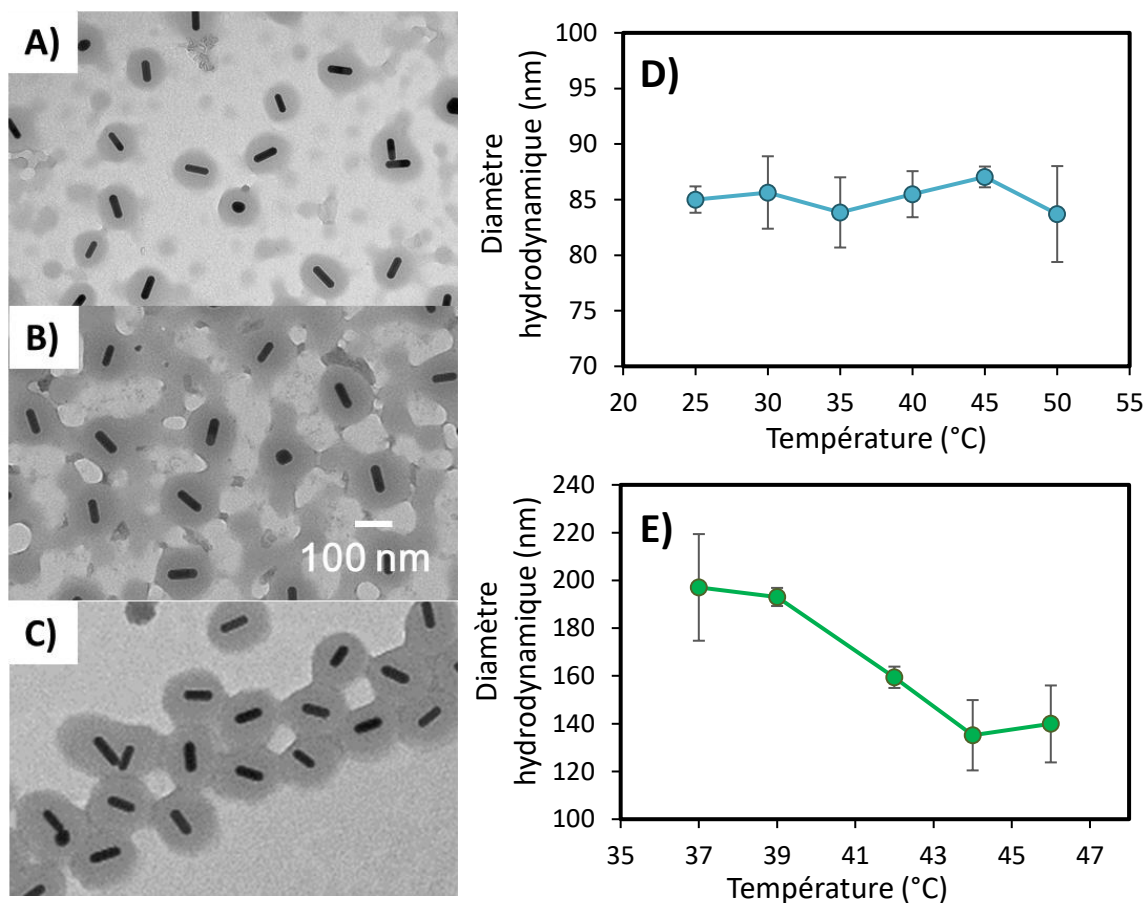 A)
B)
100 nm
C)
D)
Diamètre
hydrodynamique (nm)
100
95
90
85
80
75
70
20 25 30 35 40 45 50 55
Température (°C)
E)
Diamètre
hydrodynamique (nm)
240
220
200
180
160
140
120
100
35 37 39 41 43 45 47
Température (°C)